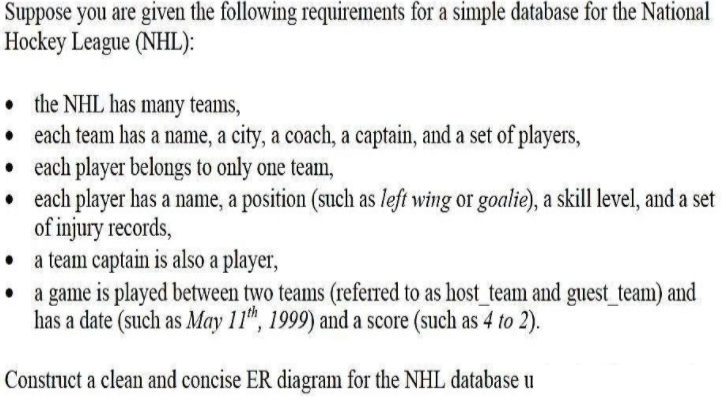 Suppose you are given the following requirements for a simple database for the National
Hockey League (NHL):
• the NHL has many teams,
• each team has a name, a city, a coach, a captain, and a set of players,
• each player belongs to only one team,
• each player has a name, a position (such as left wing or goalie), a skill level, and a set
of injury records,
• a team captain is also a player,
• a game is played between two teams (referred to as host_team and guest_team) and
has a date (such as May 11th, 1999) and a score (such as 4 to 2).
Construct a clean and concise ER diagram for the NHL database u